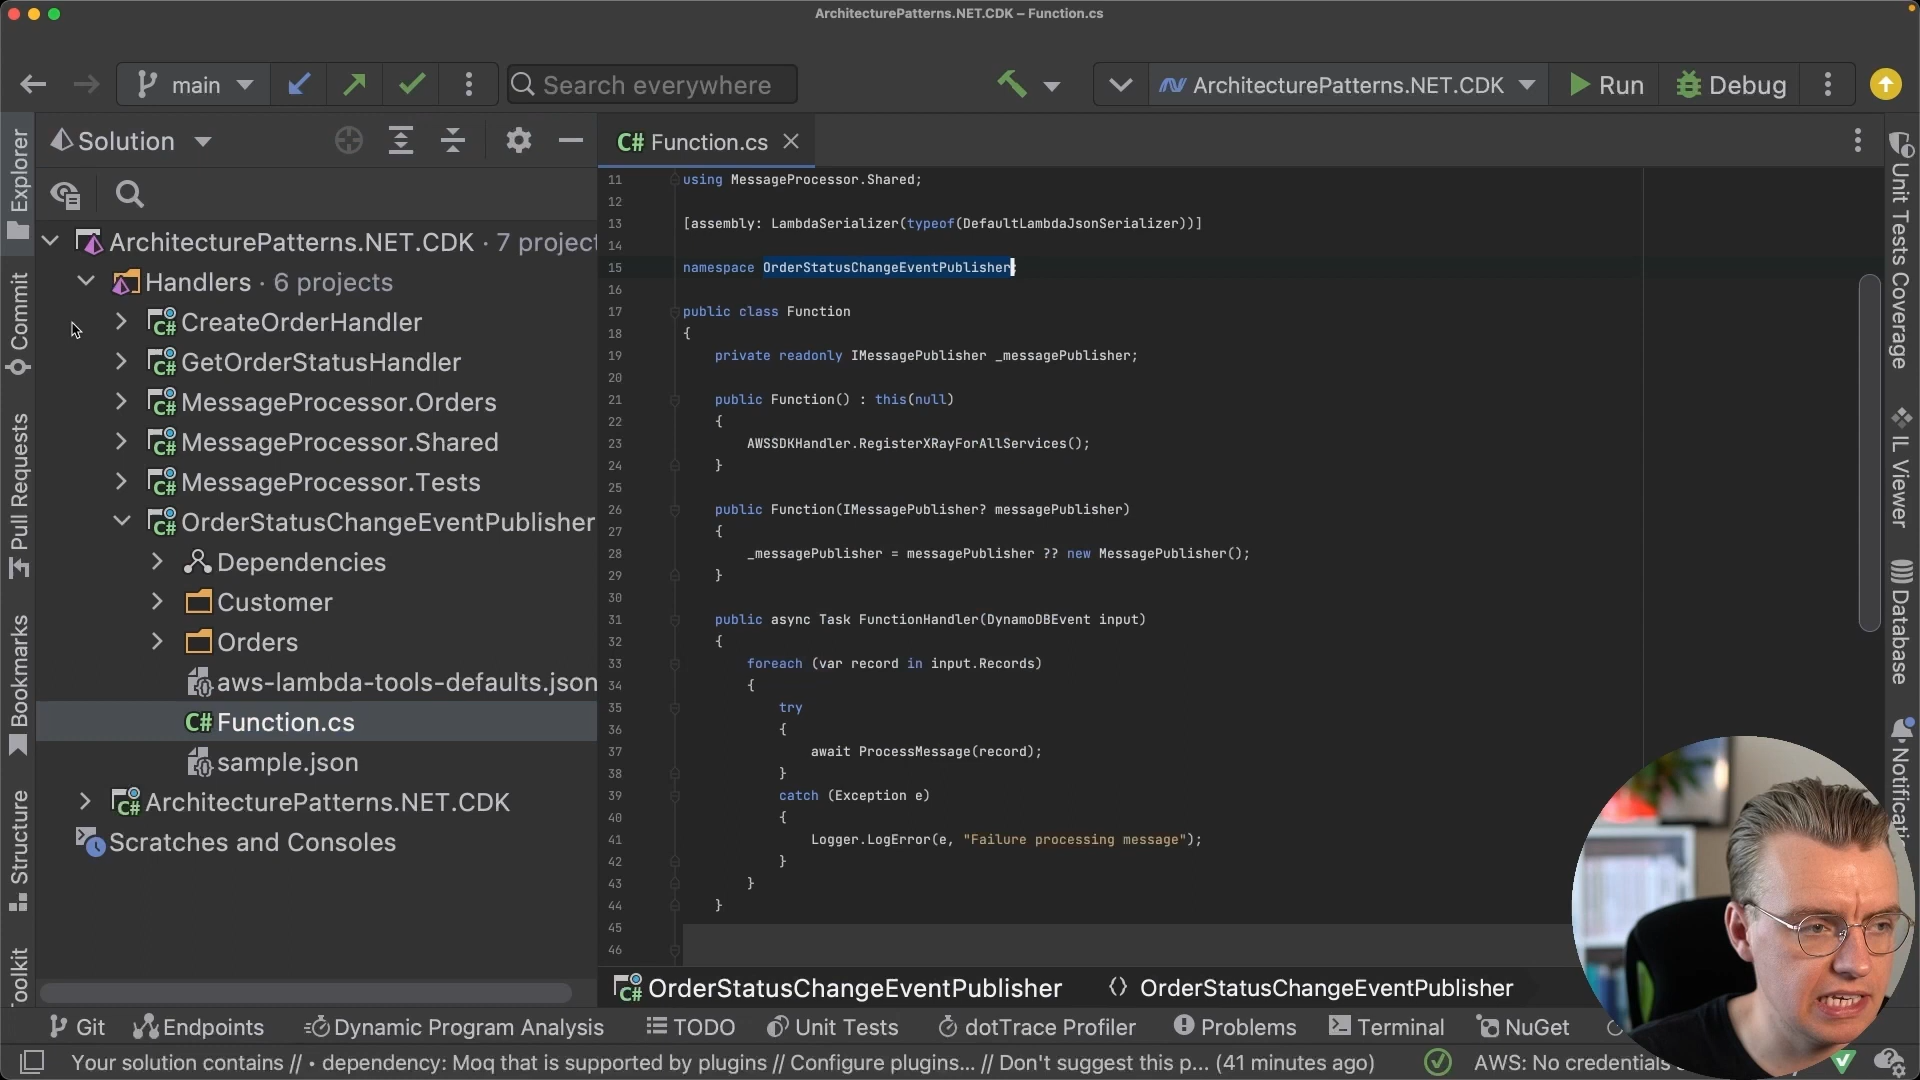 ArchitecturePatterns.NET.CDK – Function.cs
main
Search everywhere
ArchitecturePatterns.NET.CDK
Run
Debug
Solution
C# Function.cs
Explorer
Commit
Pull Requests
Bookmarks
Structure
oolkit
ArchitecturePatterns.NET.CDK · 7 project
Handlers · 6 projects
CreateOrderHandler
GetOrderStatusHandler
MessageProcessor.Orders
MessageProcessor.Shared
MessageProcessor.Tests
OrderStatusChangeEventPublisher
Dependencies
Customer
Orders
aws-lambda-tools-defaults.json
C# Function.cs
sample.json
ArchitecturePatterns.NET.CDK
Scratches and Consoles
11 using MessageProcessor.Shared;
12
13 [assembly: LambdaSerializer(typeof(DefaultLambdaJsonSerializer))]
14
15 namespace OrderStatusChangeEventPublisher;
16
17 public class Function
18 {
19 private readonly IMessagePublisher _messagePublisher;
20
21 public Function() : this(null)
22 {
23 AWSSDKHandler.RegisterXRayForAllServices();
24 }
25
26 public Function(IMessagePublisher? messagePublisher)
27 {
28 _messagePublisher = messagePublisher ?? new MessagePublisher();
29 }
30
31 public async Task FunctionHandler(DynamoDBEvent input)
32 {
33 foreach (var record in input.Records)
34 {
35 try
36 {
37 await ProcessMessage(record);
38 }
39 catch (Exception e)
40 {
41 Logger.LogError(e, "Failure processing message");
42 }
43 }
44 }
45
46
Unit Tests Coverage
IL Viewer
Database
Notificati
OrderStatusChangeEventPublisher
OrderStatusChangeEventPublisher
Git
Endpoints
Dynamic Program Analysis
TODO
Unit Tests
dotTrace Profiler
Problems
Terminal
NuGet
Your solution contains // • dependency: Moq that is supported by plugins // Configure plugins... // Don't suggest this p... (41 minutes ago)
AWS: No credentials